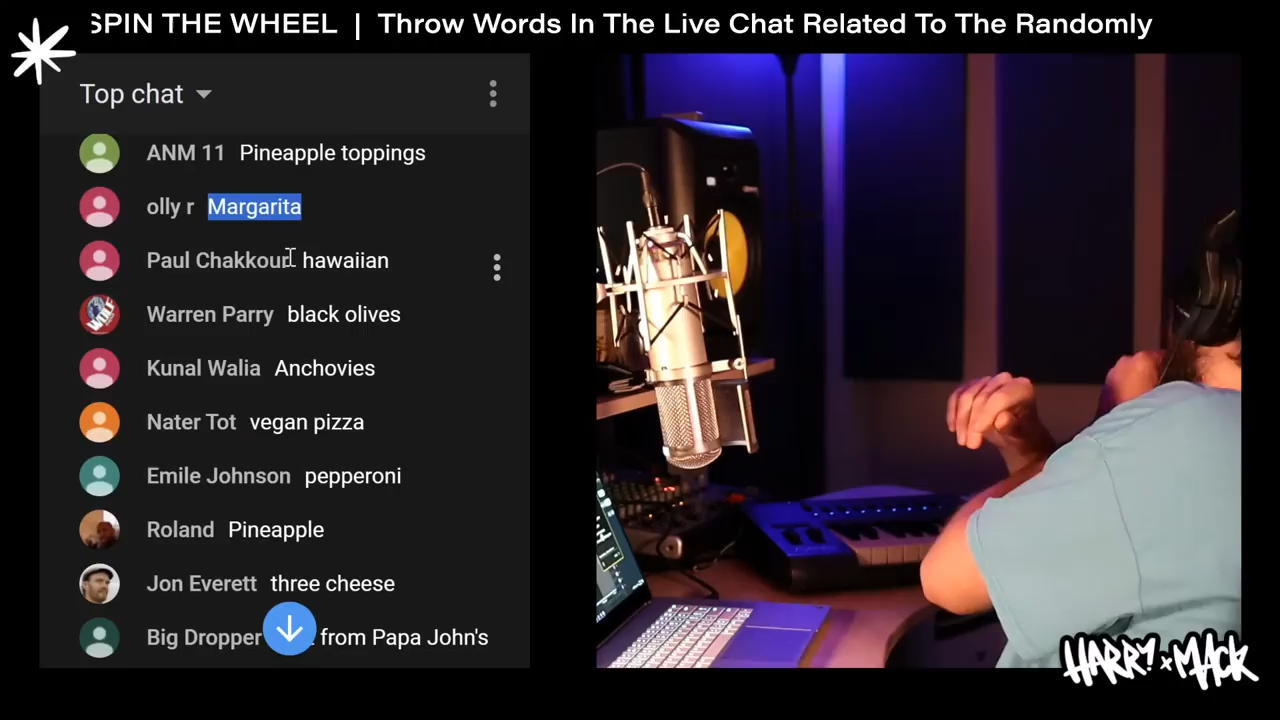 SPIN THE WHEEL | Throw Words In The Live Chat Related To The Randomly
Top chat
ANM 11 Pineapple toppings
olly r Margarita
Paul Chakkour hawaiian
Warren Parry black olives
Kunal Walia Anchovies
Nater Tot vegan pizza
Emile Johnson pepperoni
Roland Pineapple
Jon Everett three cheese
Big Dropper from Papa John's
HARRY x MACK